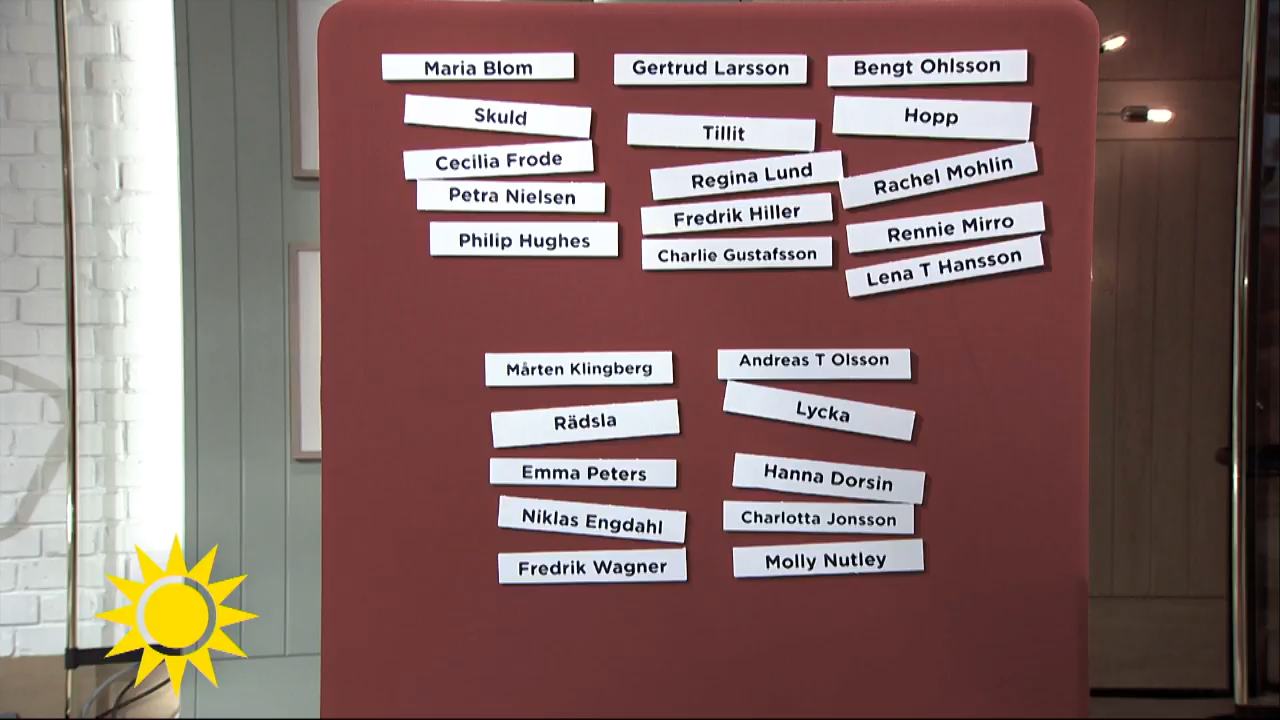 Maria Blom
Skuld
Cecilia Frode
Petra Nielsen
Philip Hughes
Gertrud Larsson
Tillit
Regina Lund
Fredrik Hiller
Charlie Gustafsson
Bengt Ohlsson
Hopp
Rachel Mohlin
Rennie Mirro
Lena T Hansson
Mårten Klingberg
Rädsla
Emma Peters
Niklas Engdahl
Fredrik Wagner
Andreas T Olsson
Lycka
Hanna Dorsin
Charlotta Jonsson
Molly Nutley